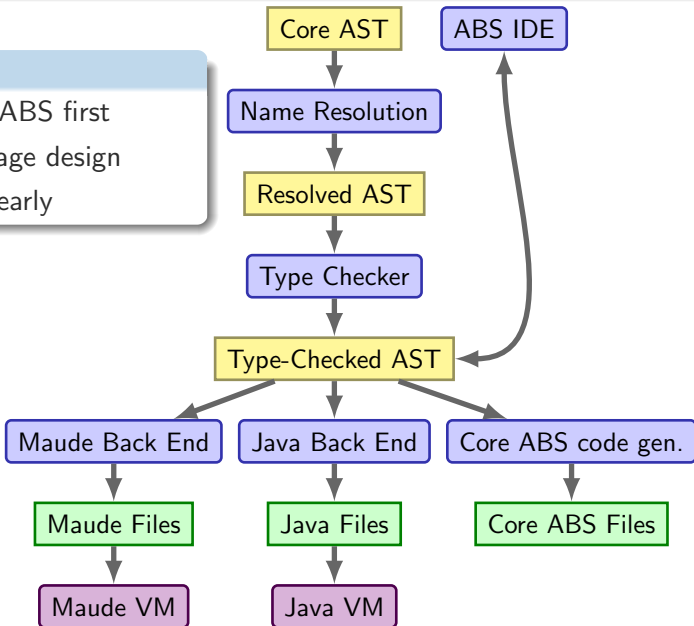 Core AST
ABS IDE
ABS first
Name Resolution
age design
Resolved AST
early
Type Checker
Type-Checked AST
Maude Back End
Java Back End
Core ABS code gen.
Maude Files
Java Files
Core ABS Files
Maude VM
Java VM